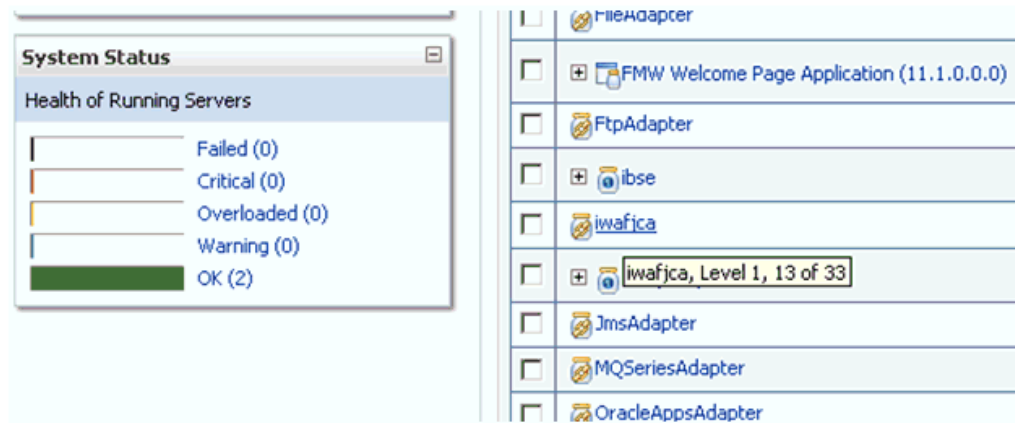 System Status
Health of Running Servers
Failed (0)
Critical (0)
Overloaded (0)
Warning (0)
OK (2)
FileAdapter
FMW Welcome Page Application (11.1.0.0.0)
FtpAdapter
ibse
iwafjca
iwafjca, Level 1, 13 of 33
JmsAdapter
MQSeriesAdapter
OracleAppsAdapter